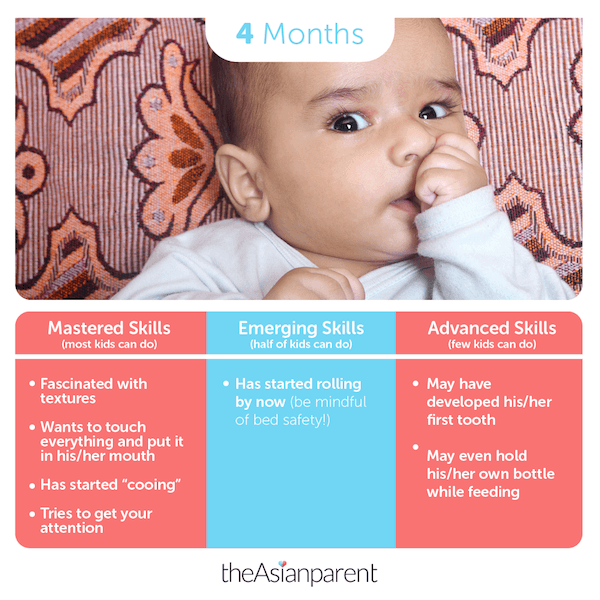 4 Months
Mastered Skills
(most kids can do)
• Fascinated with
textures
• Wants to touch
everything and put it
in his/her mouth
• Has started “cooing”
• Tries to get your
attention
Emerging Skills
(half of kids can do)
• Has started rolling
by now (be mindful
of bed safety!)
Advanced Skills
(few kids can do)
• May have
developed his/her
first tooth
• May even hold
his/her own bottle
while feeding
theAsianparent